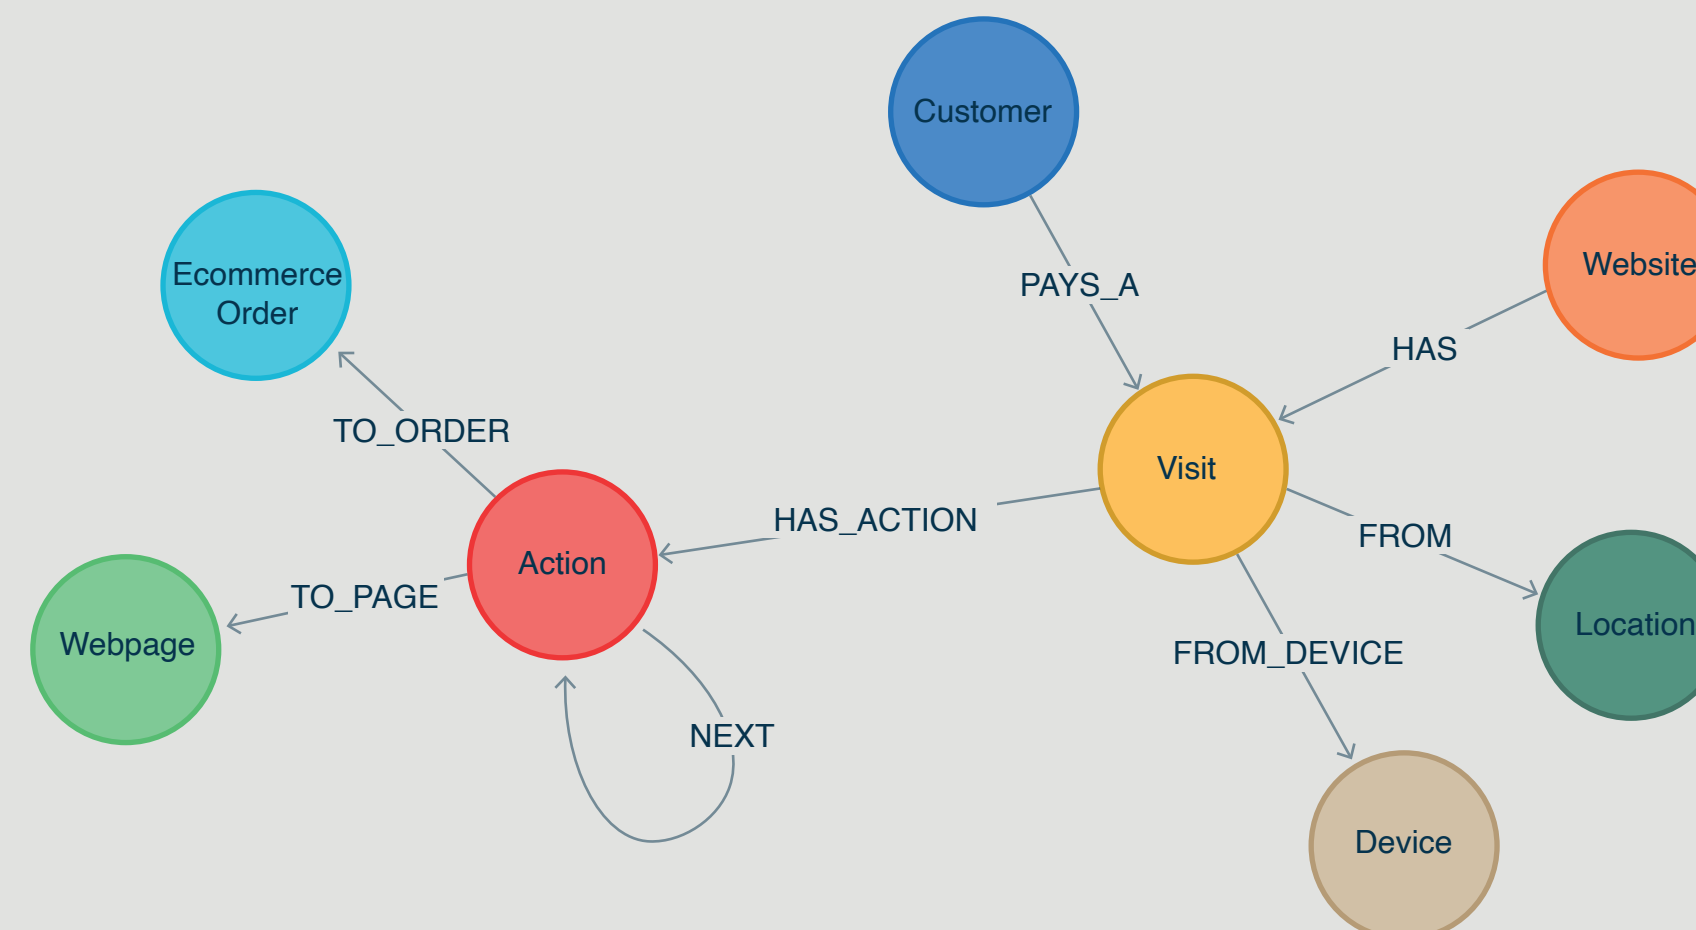 Customer
Website
Ecommerce
Order
PAYS_A
HAS
TO_ORDER
Visit
HAS_ACTION
FROM
Action
TO_PAGE
Location
Webpage
FROM_DEVICE
NEXT
Device